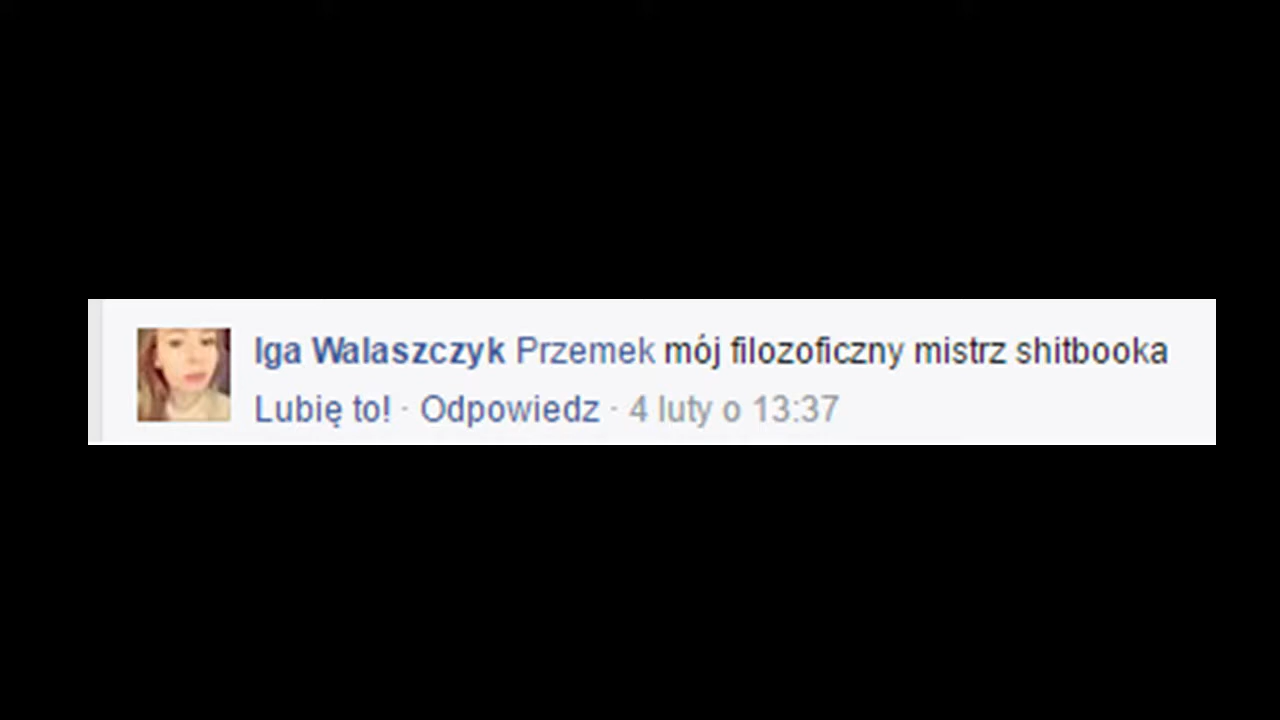 Iga Walaszczyk Przemek mój filozoficzny mistrz shitbooka
Lubię to! · Odpowiedz · 4 luty o 13:37